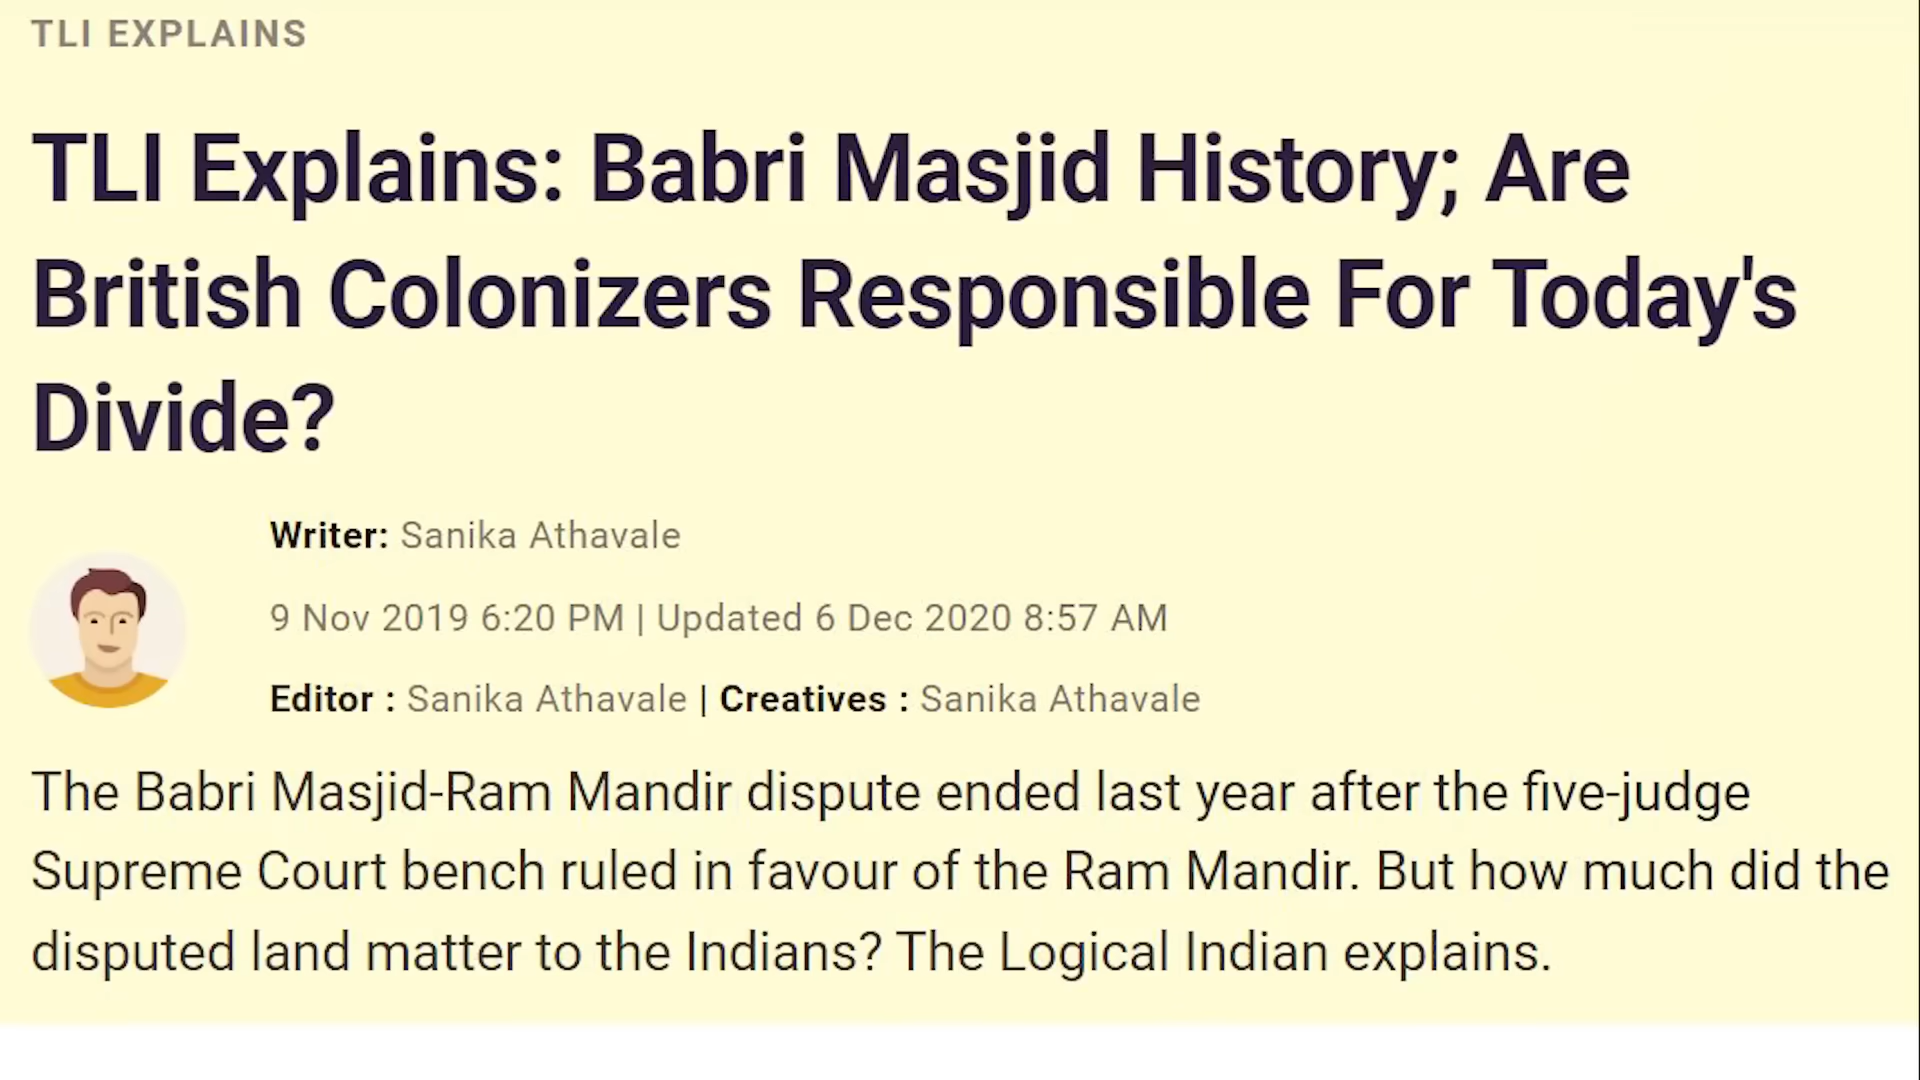 TLI EXPLAINS
TLI Explains: Babri Masjid History; Are
British Colonizers Responsible For Today's
Divide?
Writer: Sanika Athavale
9 Nov 2019 6:20 PM | Updated 6 Dec 2020 8:57 AM
Editor : Sanika Athavale | Creatives : Sanika Athavale
The Babri Masjid-Ram Mandir dispute ended last year after the five-judge
Supreme Court bench ruled in favour of the Ram Mandir. But how much did the
disputed land matter to the Indians? The Logical Indian explains.